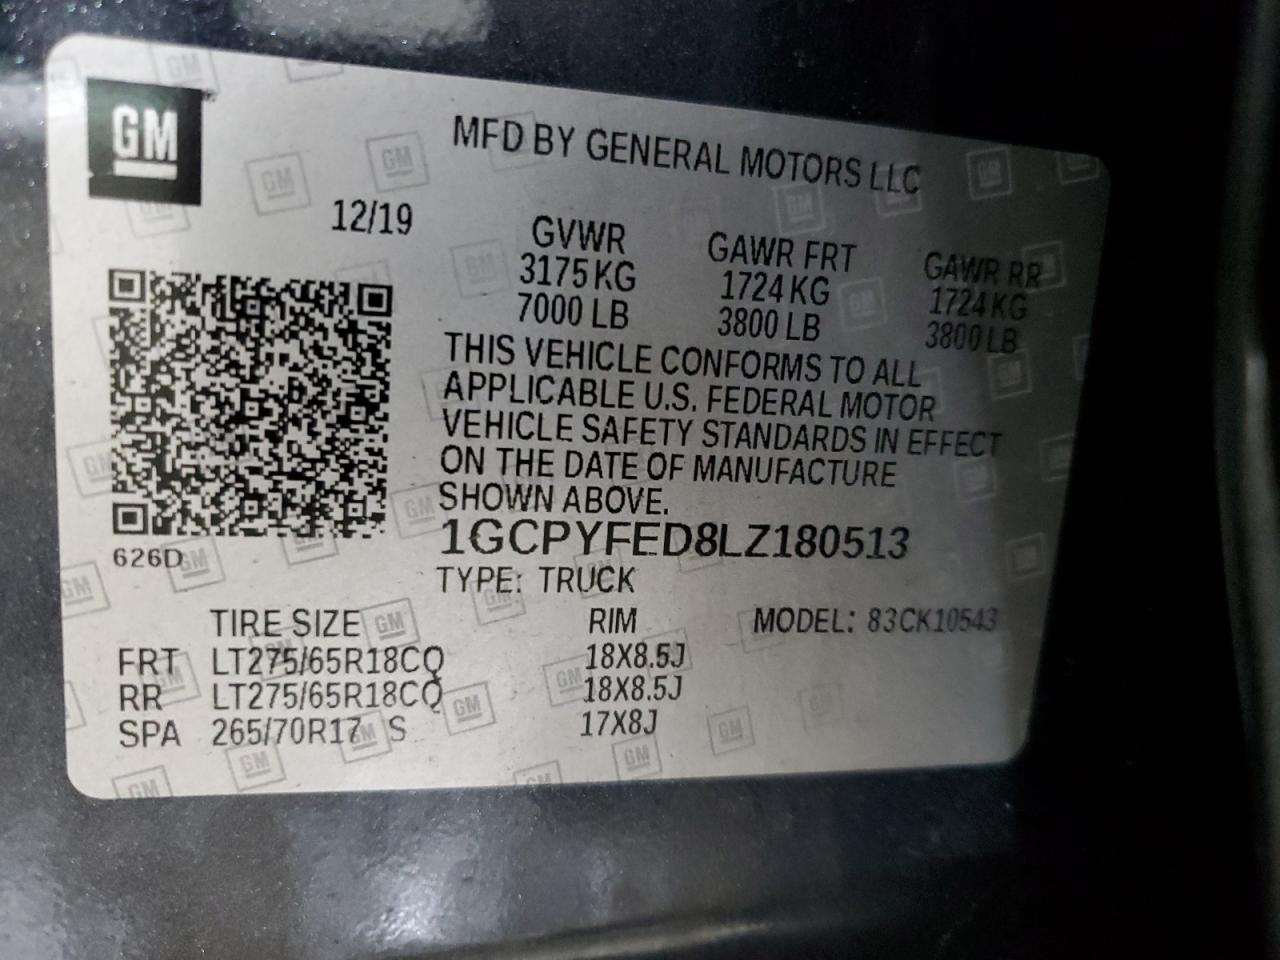 GM
MFD BY GENERAL MOTORS LLC
12/19
GVWR GAWR FRT GAWR RR
3175 KG 1724 KG 1724 KG
7000 LB 3800 LB 3800 LB
THIS VEHICLE CONFORMS TO ALL
APPLICABLE U.S. FEDERAL MOTOR
VEHICLE SAFETY STANDARDS IN EFFECT
ON THE DATE OF MANUFACTURE
SHOWN ABOVE.
1GCPYFED8LZ180513
626D
TYPE: TRUCK
TIRE SIZE RIM MODEL: 83CK10543
FRT LT275/65R18CQ 18X8.5J
RR LT275/65R18CQ 18X8.5J
SPA 265/70R17 S 17X8J